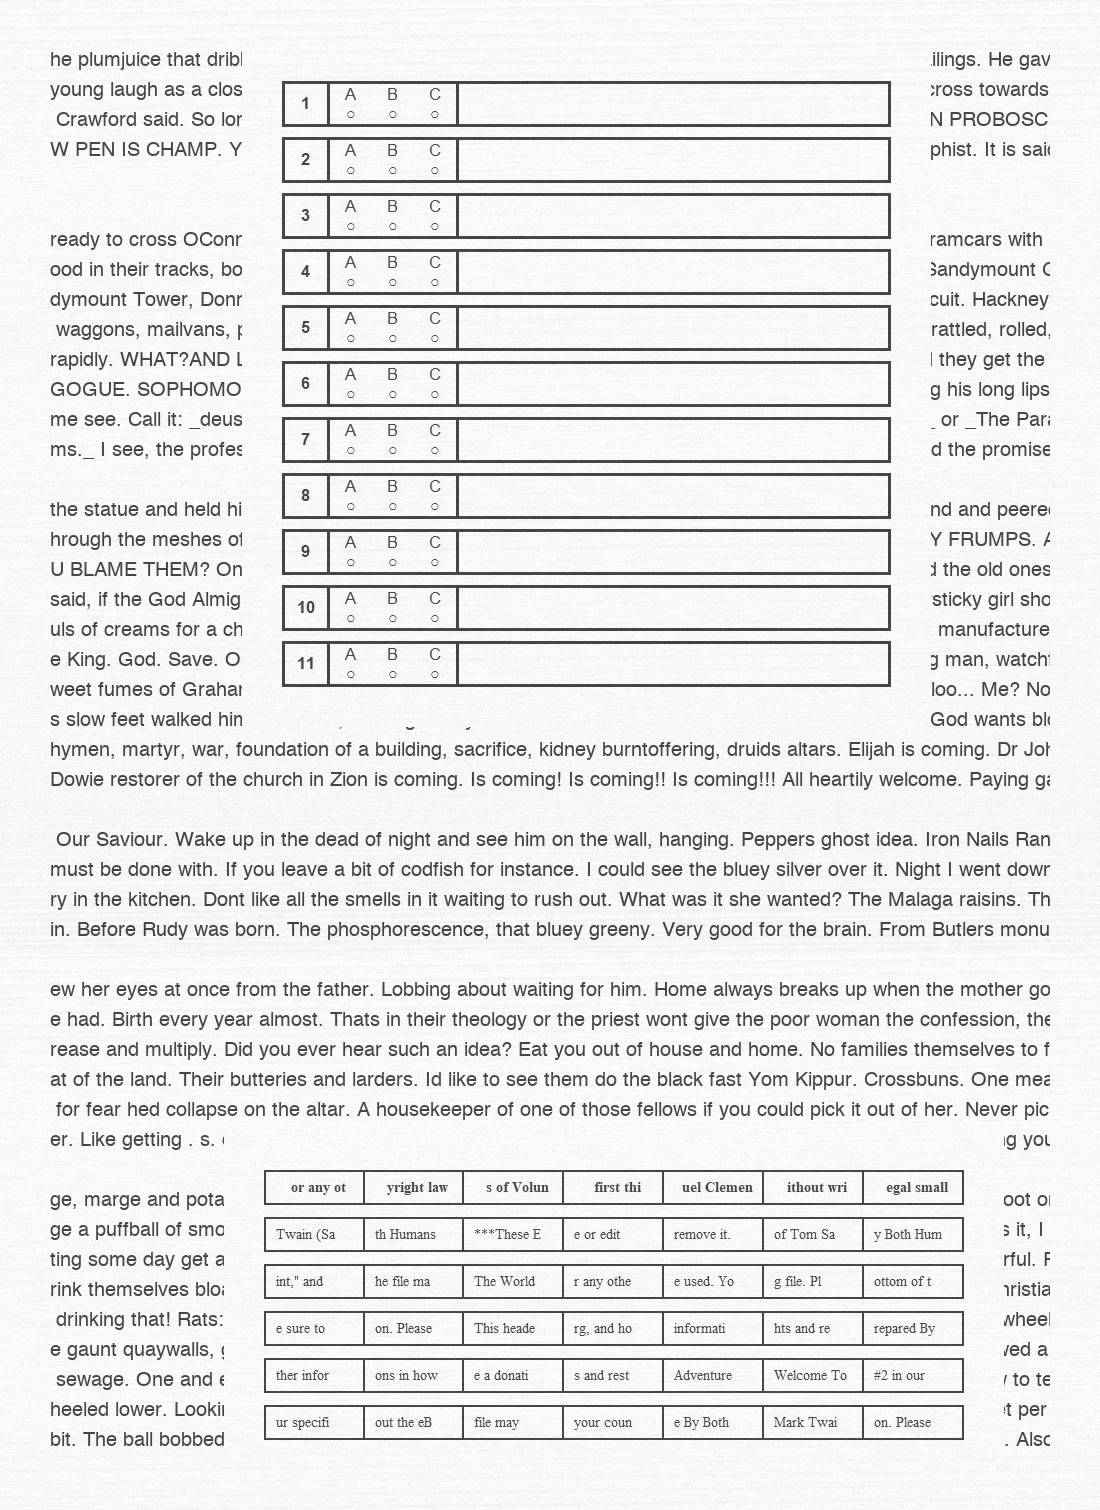 he plumjuice that dribl ilings. He gav
young laugh as a clos cross towards
Crawford said. So lor N PROBOSC
W PEN IS CHAMP. Y phist. It is said
ready to cross OConr ramcars with
ood in their tracks, bo Sandymount G
dymount Tower, Donr cuit. Hackney
waggons, mailvans, p rattled, rolled,
rapidly. WHAT?AND L they get the
GOGUE. SOPHOMO g his long lips
me see. Call it: _deus _ or _The Para
ms._ I see, the profes d the promise
the statue and held hi nd and peered
hrough the meshes of Y FRUMPS. A
U BLAME THEM? On d the old ones
said, if the God Almig sticky girl sho
uls of creams for a ch manufacture
e King. God. Save. O g man, watchf
weet fumes of Grahar loo... Me? No
s slow feet walked him God wants blo
1 A B C
2 A B C
3 A B C
4 A B C
5 A B C
6 A B C
7 A B C
8 A B C
9 A B C
10 A B C
11 A B C
hymen, martyr, war, foundation of a building, sacrifice, kidney burntoffering, druids altars. Elijah is coming. Dr Joh
Dowie restorer of the church in Zion is coming. Is coming! Is coming!! Is coming!!! All heartily welcome. Paying ga
Our Saviour. Wake up in the dead of night and see him on the wall, hanging. Peppers ghost idea. Iron Nails Ran
must be done with. If you leave a bit of codfish for instance. I could see the bluey silver over it. Night I went down
ry in the kitchen. Dont like all the smells in it waiting to rush out. What was it she wanted? The Malaga raisins. Th
in. Before Rudy was born. The phosphorescence, that bluey greeny. Very good for the brain. From Butlers monu
ew her eyes at once from the father. Lobbing about waiting for him. Home always breaks up when the mother go
e had. Birth every year almost. Thats in their theology or the priest wont give the poor woman the confession, the
rease and multiply. Did you ever hear such an idea? Eat you out of house and home. No families themselves to f
at of the land. Their butteries and larders. Id like to see them do the black fast Yom Kippur. Crossbuns. One mea
for fear hed collapse on the altar. A housekeeper of one of those fellows if you could pick it out of her. Never pic
er. Like getting . s. ng you
ge, marge and pota oot or
ge a puffball of smo s it, I
ting some day get a rful. F
rink themselves bloa hristia
drinking that! Rats: wheel
e gaunt quaywalls, g wed a
sewage. One and e to te
heeled lower. Lookin et per
bit. The ball bobbed . Also
or any ot yright law s of Volun first thi uel Clemen ithout wri egal small
Twain (Sa th Humans ***These E e or edit remove it. of Tom Sa y Both Hum
int," and he file ma The World r any othe e used. Yo g file. Pl ottom of t
e sure to on. Please This heade rg, and ho informati hts and re repared By
ther infor ons in how e a donati s and rest Adventure Welcome To #2 in our
ur specifi out the eB file may your coun e By Both Mark Twai on. Please